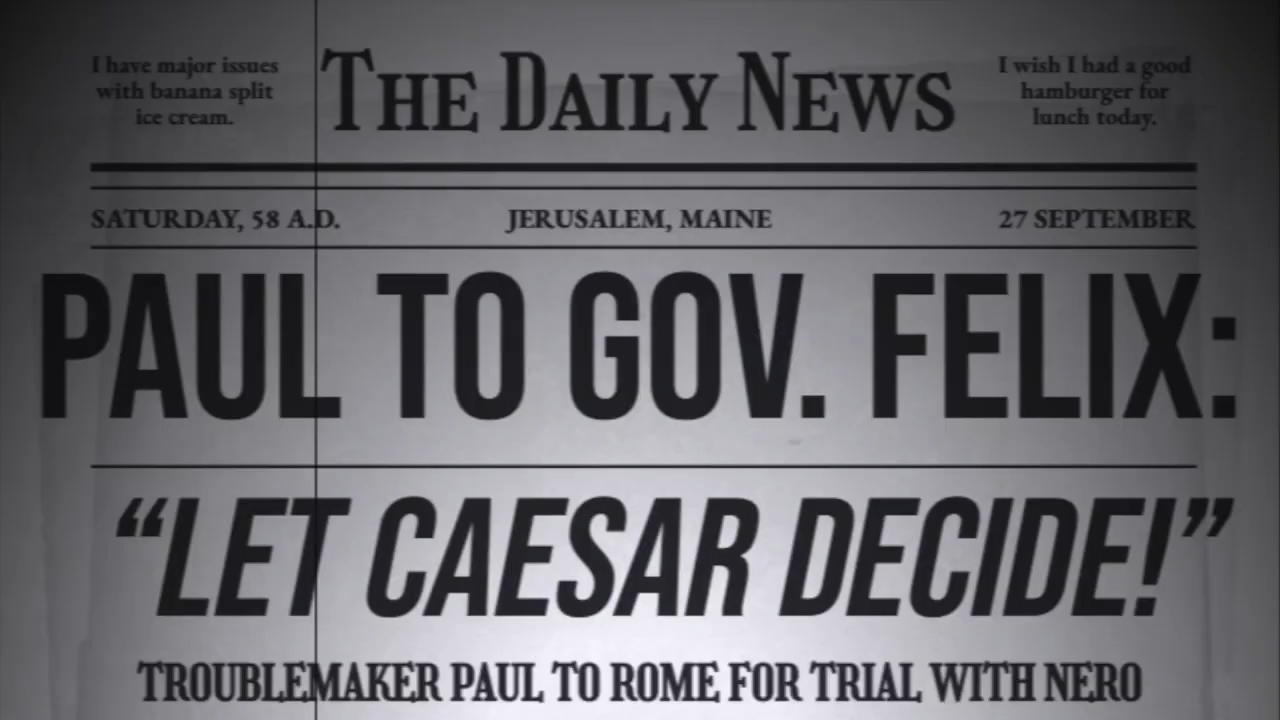 I have major issues
with banana split
ice cream.
THE DAILY NEWS
I wish I had a good
hamburger for
lunch today.
SATURDAY, 58 A.D.
JERUSALEM, MAINE
27 SEPTEMBER
PAUL TO GOV. FELIX:
“LET CAESAR DECIDE!”
TROUBLEMAKER PAUL TO ROME FOR TRIAL WITH NERO